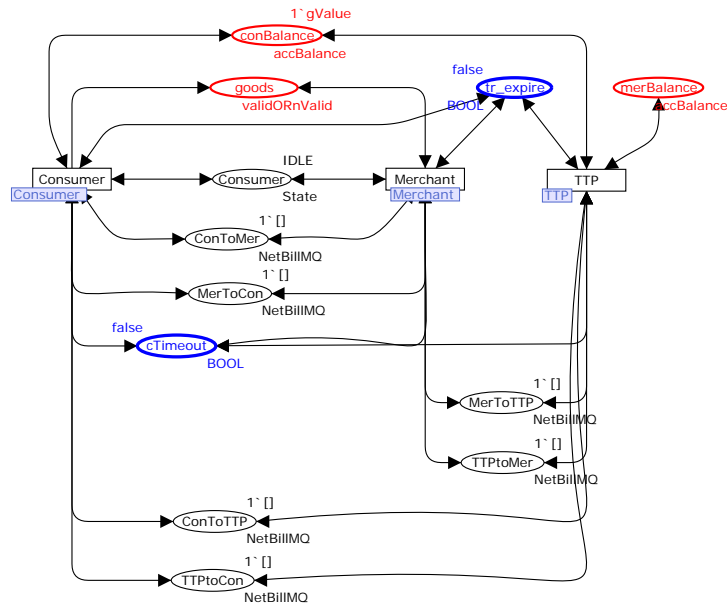 1`gValue
conBalance
accBalance
false
goods
tr_expire
merBalance
validORnValid
BOOL
accBalance
IDLE
Consumer
Consumer
Merchant
TTP
Consumer
State
Merchant
TTP
1`[]
ConToMer
NetBillMQ
1`[]
MerToCon
NetBillMQ
false
cTimeout
BOOL
1`[]
MerToTTP
NetBillMQ
1`[]
TTPtoMer
NetBillMQ
1`[]
ConToTTP
NetBillMQ
1`[]
TTPtoCon
NetBillMQ